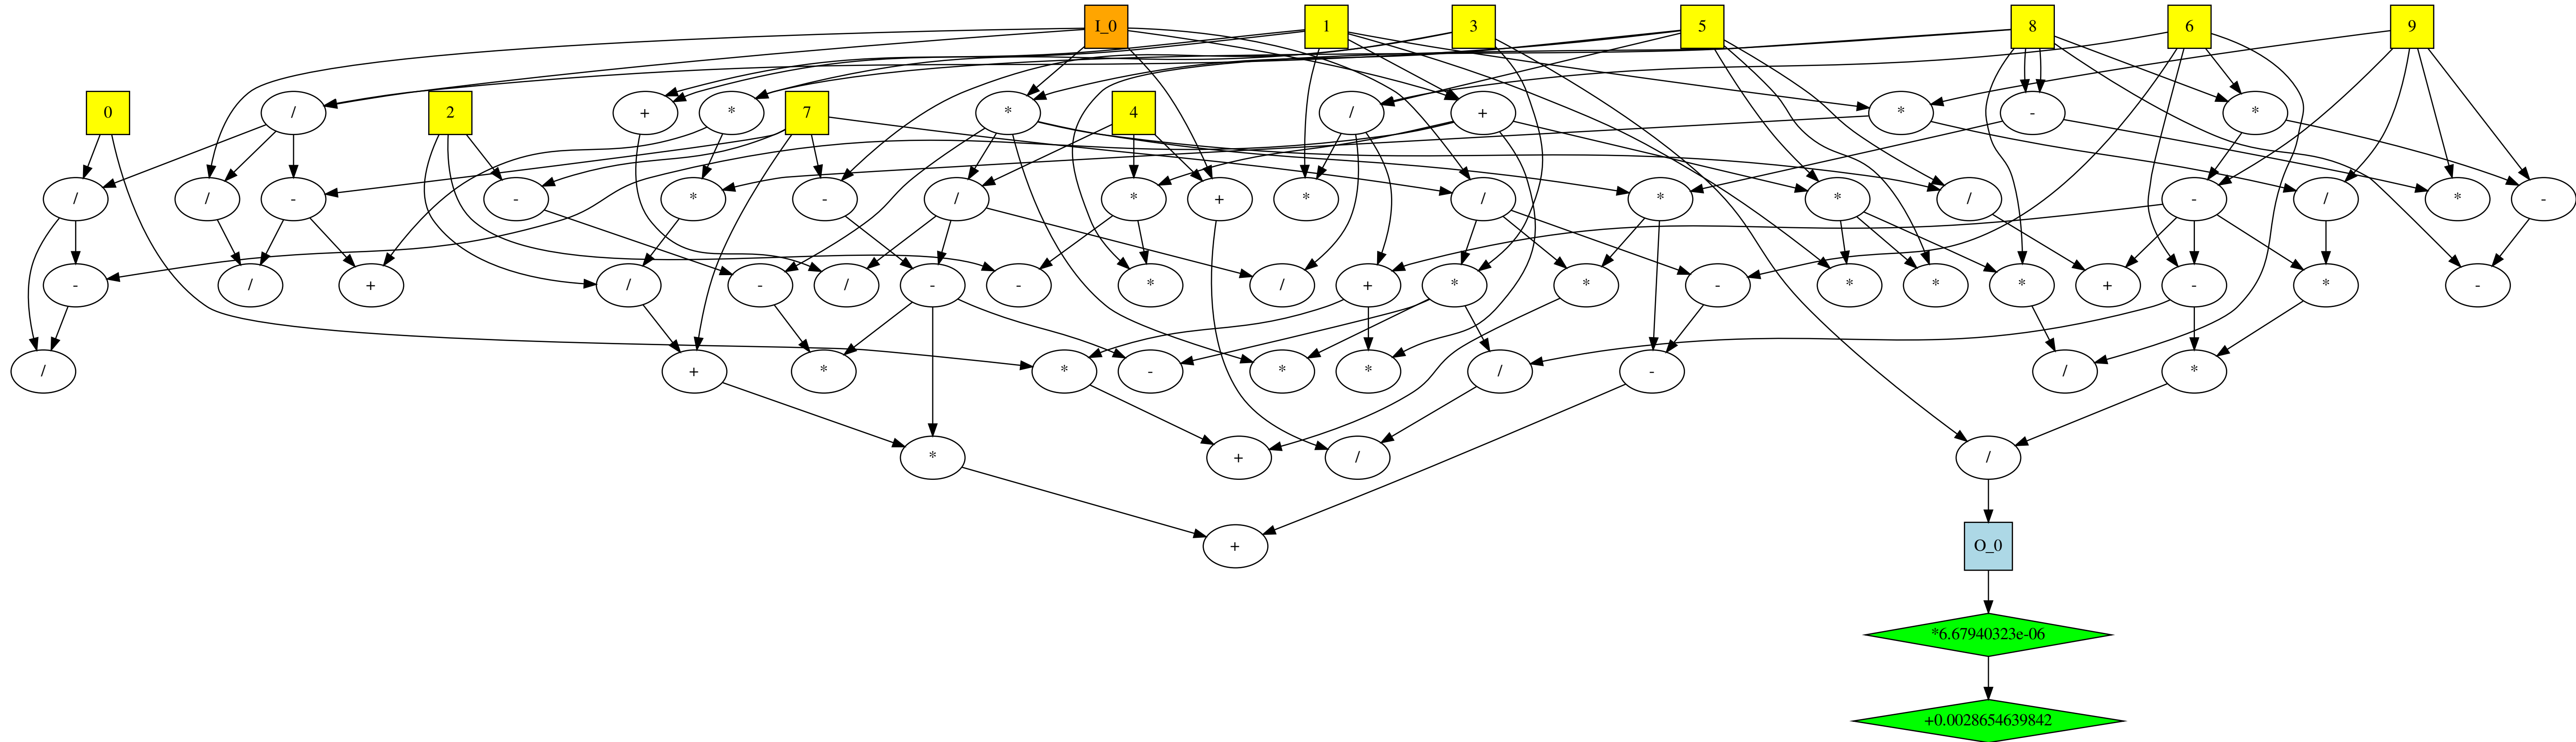 I_0 1 3 5 8 6 9
0 / 2 + * 7 * 4 / + * - *
/ / - - * - / * + * / * * / - / * -
- / + / - / - - * / + * * - * * * + - * -
/ + * * - * * / - / *
* + / /
+ O_0
*6.67940323e-06
+0.0028654639842